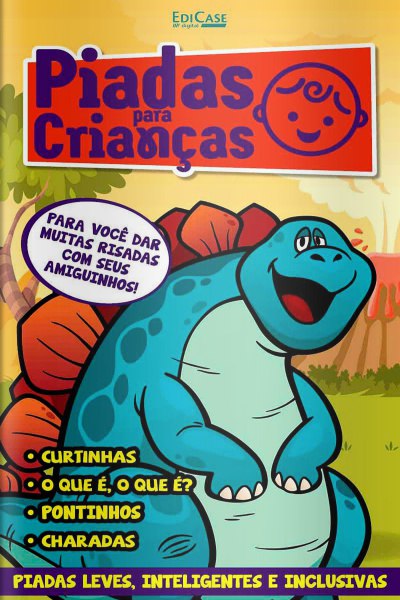 EDICASE
digital
Piadas
para
Crianças
PARA VOCÊ DAR
MUITAS RISADAS
COM SEUS
AMIGUINHOS!
• CURTINHAS
• O QUE É, O QUE É?
• PONTINHOS
• CHARADAS
PIADAS LEVES, INTELIGENTES E INCLUSIVAS